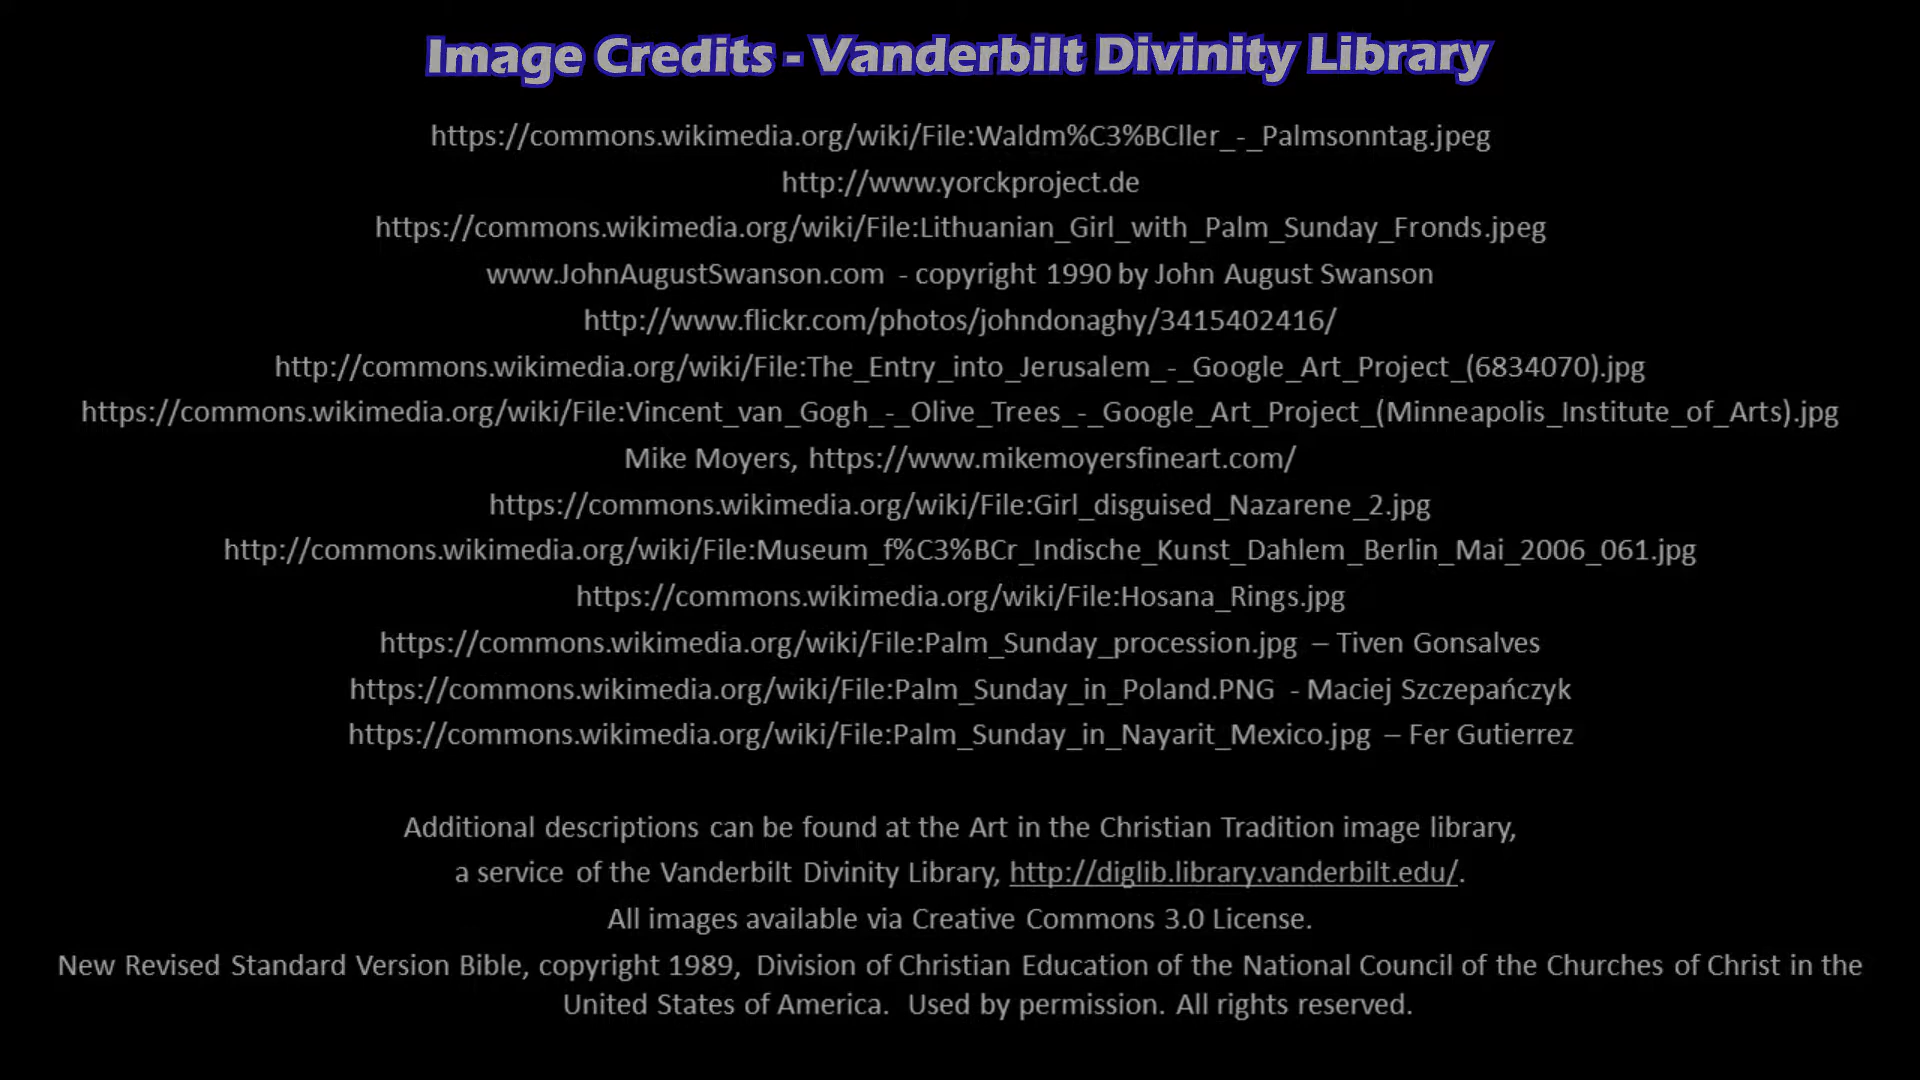 Image Credits - Vanderbilt Divinity Library
https://commons.wikimedia.org/wiki/File:Waldm%C3%BCller_-_Palmsonntag.jpeg
http://www.yorckproject.de
https://commons.wikimedia.org/wiki/File:Lithuanian_Girl_with_Palm_Sunday_Fronds.jpeg
www.JohnAugustSwanson.com - copyright 1990 by John August Swanson
http://www.flickr.com/photos/johndonaghy/3415402416/
http://commons.wikimedia.org/wiki/File:The_Entry_into_Jerusalem_-_Google_Art_Project_(6834070).jpg
https://commons.wikimedia.org/wiki/File:Vincent_van_Gogh_-_Olive_Trees_-_Google_Art_Project_(Minneapolis_Institute_of_Arts).jpg
Mike Moyers, https://www.mikemoyersfineart.com/
https://commons.wikimedia.org/wiki/File:Girl_disguised_Nazarene_2.jpg
http://commons.wikimedia.org/wiki/File:Museum_f%C3%BCr_Indische_Kunst_Dahlem_Berlin_Mai_2006_061.jpg
https://commons.wikimedia.org/wiki/File:Hosana_Rings.jpg
https://commons.wikimedia.org/wiki/File:Palm_Sunday_procession.jpg – Tiven Gonsalves
https://commons.wikimedia.org/wiki/File:Palm_Sunday_in_Poland.PNG - Maciej Szczepańczyk
https://commons.wikimedia.org/wiki/File:Palm_Sunday_in_Nayarit_Mexico.jpg – Fer Gutierrez
Additional descriptions can be found at the Art in the Christian Tradition image library,
a service of the Vanderbilt Divinity Library, http://diglib.library.vanderbilt.edu/.
All images available via Creative Commons 3.0 License.
New Revised Standard Version Bible, copyright 1989, Division of Christian Education of the National Council of the Churches of Christ in the
United States of America. Used by permission. All rights reserved.